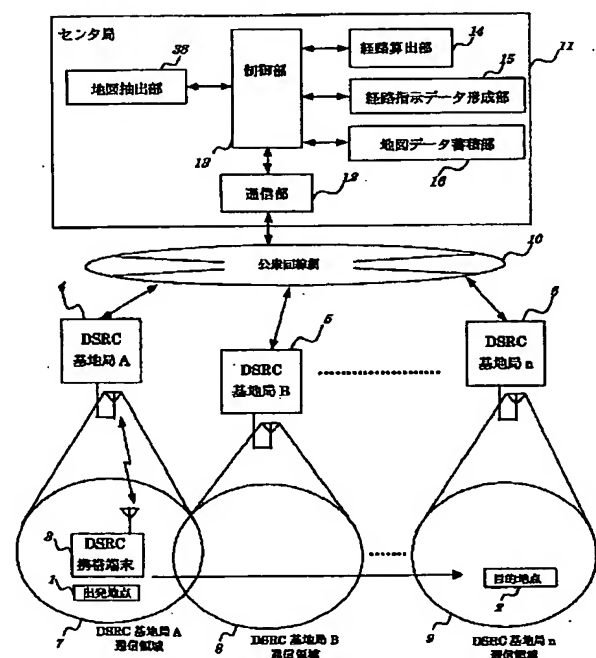 センタ局
38
地図抽出部
制御部
経路算出部
14
経路指示データ形成部
15
11
地図データ蓄積部
16
13
通信部
12
公衆回線網
10
4
DSRC
基地局 A
5
DSRC
基地局 B
6
DSRC
基地局 n
3
DSRC
携帯端末
1
出発地点
目的地点
2
7
DSRC 基地局 A
通信領域
8
DSRC 基地局 B
通信領域
9
DSRC 基地局 n
通信領域